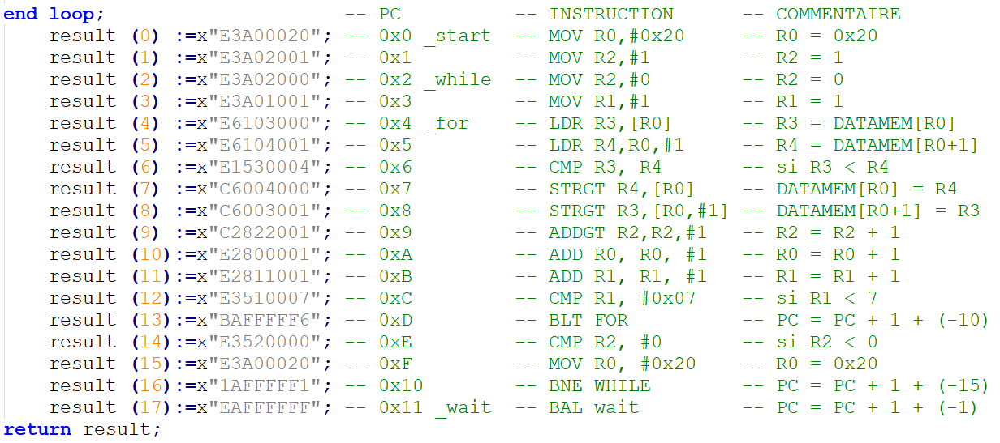 end loop; -- PC -- INSTRUCTION -- COMMENTAIRE
result (0) :=x"E3A00020"; -- 0x0 _start -- MOV R0,#0x20 -- R0 = 0x20
result (1) :=x"E3A02001"; -- 0x1 -- MOV R2,#1 -- R2 = 1
result (2) :=x"E3A02000"; -- 0x2 _while -- MOV R2,#0 -- R2 = 0
result (3) :=x"E3A01001"; -- 0x3 -- MOV R1,#1 -- R1 = 1
result (4) :=x"E6103000"; -- 0x4 _for -- LDR R3,[R0] -- R3 = DATAMEM[R0]
result (5) :=x"E6104001"; -- 0x5 -- LDR R4,R0,#1 -- R4 = DATAMEM[R0+1]
result (6) :=x"E1530004"; -- 0x6 -- CMP R3, R4 -- si R3 < R4
result (7) :=x"C6004000"; -- 0x7 -- STRGT R4,[R0] -- DATAMEM[R0] = R4
result (8) :=x"C6003001"; -- 0x8 -- STRGT R3,[R0,#1] -- DATAMEM[R0+1] = R3
result (9) :=x"C2822001"; -- 0x9 -- ADDGT R2,R2,#1 -- R2 = R2 + 1
result (10):=x"E2800001"; -- 0xA -- ADD R0, R0, #1 -- R0 = R0 + 1
result (11):=x"E2811001"; -- 0xB -- ADD R1, R1, #1 -- R1 = R1 + 1
result (12):=x"E3510007"; -- 0xC -- CMP R1, #0x07 -- si R1 < 7
result (13):=x"BAFFFFF6"; -- 0xD -- BLT FOR -- PC = PC + 1 + (-10)
result (14):=x"E3520000"; -- 0xE -- CMP R2, #0 -- si R2 < 0
result (15):=x"E3A00020"; -- 0xF -- MOV R0, #0x20 -- R0 = 0x20
result (16):=x"1AFFFFF1"; -- 0x10 -- BNE WHILE -- PC = PC + 1 + (-15)
result (17):=x"EAFFFFFF"; -- 0x11 _wait -- BAL wait -- PC = PC + 1 + (-1)
return result;